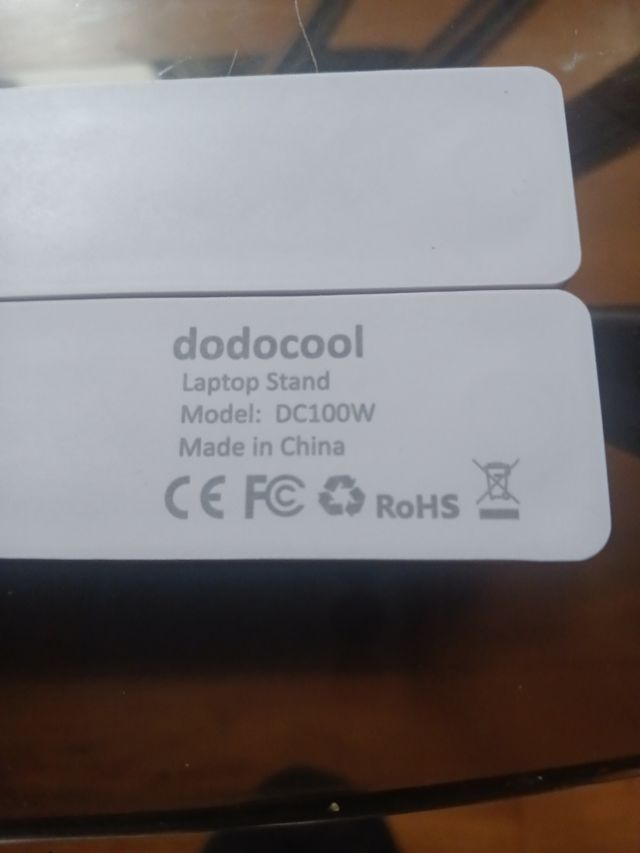 dodocool
Laptop Stand
Model: DC100W
Made in China
CE FC RoHS